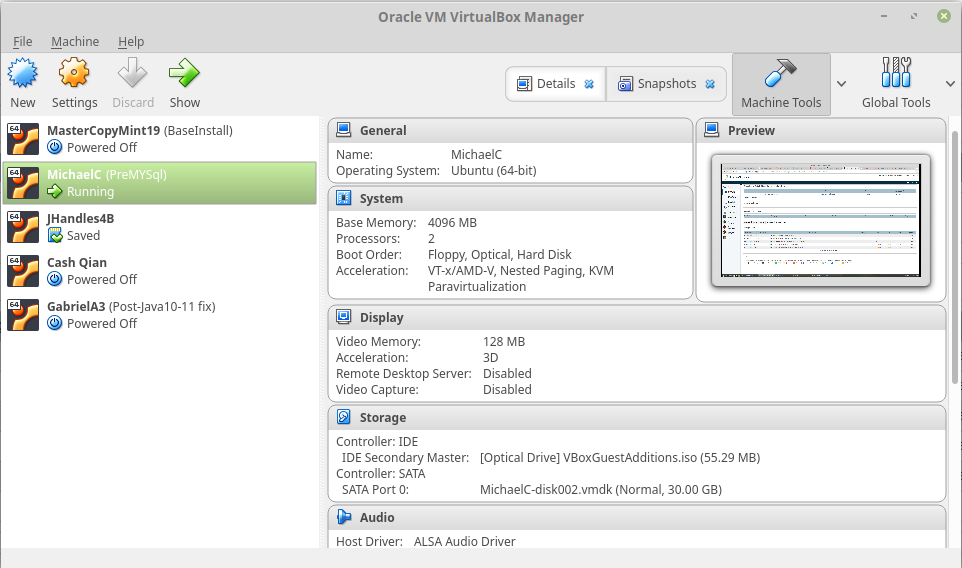 Oracle VM VirtualBox Manager
File Machine Help
New Settings Discard Show Details Snapshots Machine Tools Global Tools
64 MasterCopyMint19 (BaseInstall)
Powered Off
64 MichaelC (PreMYSql)
Running
64 JHandles4B
Saved
64 Cash Qian
Powered Off
64 GabrielA3 (Post-Java10-11 fix)
Powered Off
General
Name: MichaelC
Operating System: Ubuntu (64-bit)
System
Base Memory: 4096 MB
Processors: 2
Boot Order: Floppy, Optical, Hard Disk
Acceleration: VT-x/AMD-V, Nested Paging, KVM
Paravirtualization
Preview
Display
Video Memory: 128 MB
Acceleration: 3D
Remote Desktop Server: Disabled
Video Capture: Disabled
Storage
Controller: IDE
IDE Secondary Master: [Optical Drive] VBoxGuestAdditions.iso (55.29 MB)
Controller: SATA
SATA Port 0: MichaelC-disk002.vmdk (Normal, 30.00 GB)
Audio
Host Driver: ALSA Audio Driver